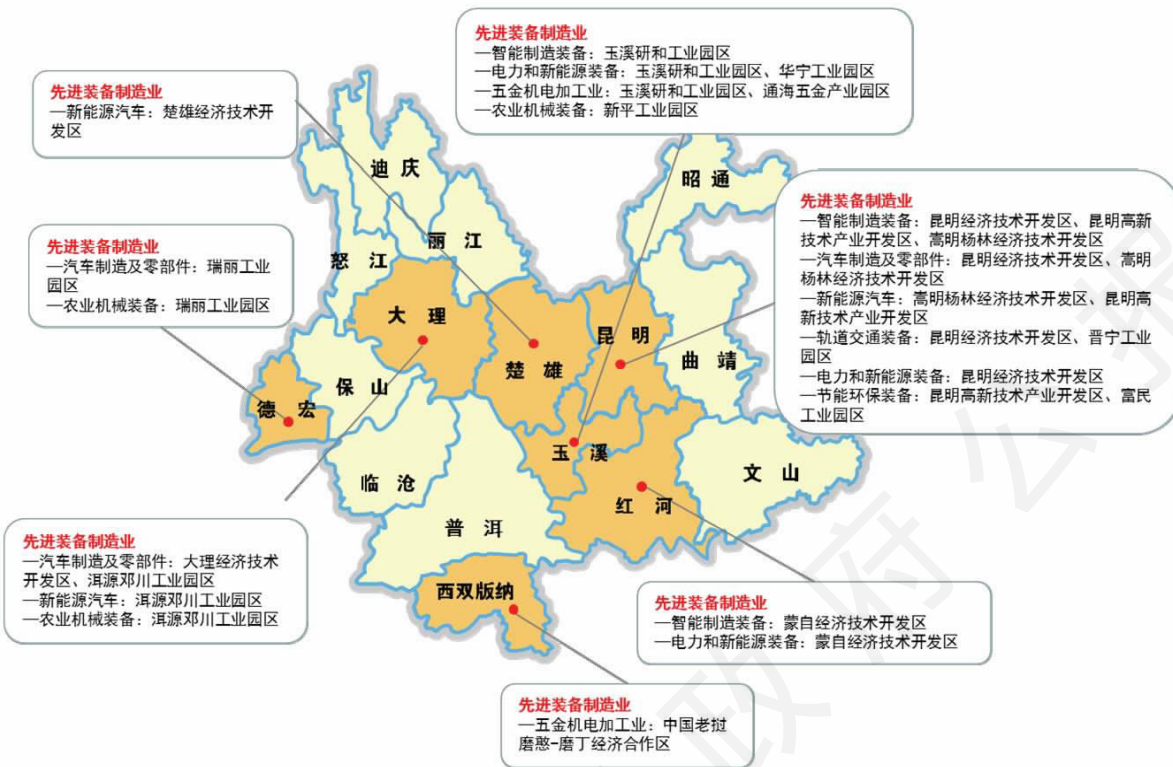 先进装备制造业
—智能制造装备：玉溪研和工业园区
—电力和新能源装备：玉溪研和工业园区、华宁工业园区
—五金机电加工业：玉溪研和工业园区、通海五金产业园区
—农业机械装备：新平工业园区
先进装备制造业
—新能源汽车：楚雄经济技术开
发区
先进装备制造业
—智能制造装备：昆明经济技术开发区、昆明高新
技术产业开发区、嵩明杨林经济技术开发区
—汽车制造及零部件：昆明经济技术开发区、嵩明
杨林经济技术开发区
—新能源汽车：嵩明杨林经济技术开发区、昆明高
新技术产业开发区
—轨道交通装备：昆明经济技术开发区、晋宁工业
园区
—电力和新能源装备：昆明经济技术开发区
—节能环保装备：昆明高新技术产业开发区、富民
工业园区
先进装备制造业
—汽车制造及零部件：瑞丽工业
园区
—农业机械装备：瑞丽工业园区
迪庆
昭通
丽江
怒江
大理
昆明
楚雄
曲靖
保山
德宏
玉溪
文山
临沧
红河
普洱
西双版纳
先进装备制造业
—汽车制造及零部件：大理经济技术
开发区、洱源邓川工业园区
—新能源汽车：洱源邓川工业园区
—农业机械装备：洱源邓川工业园区
先进装备制造业
—智能制造装备：蒙自经济技术开发区
—电力和新能源装备：蒙自经济技术开发区
先进装备制造业
—五金机电加工业：中国老挝
磨憨-磨丁经济合作区
政府公报